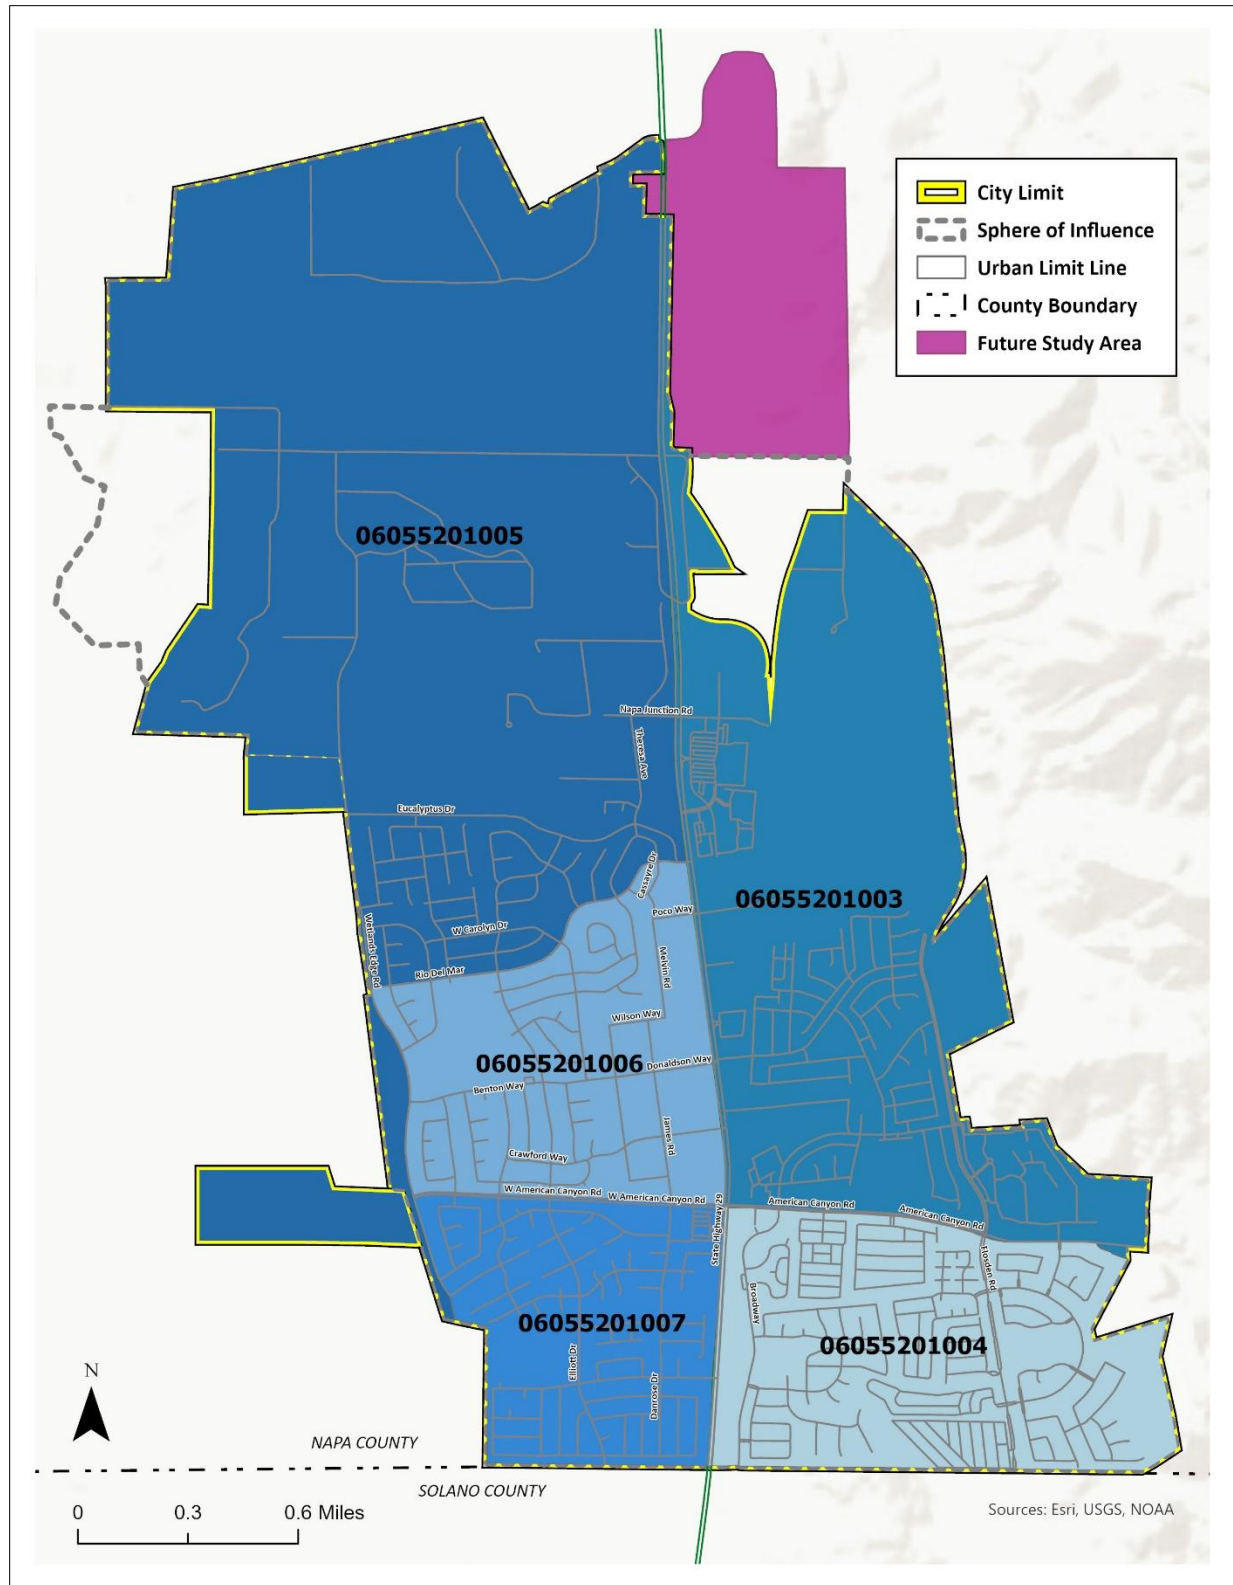 City Limit
Sphere of Influence
Urban Limit Line
County Boundary
Future Study Area
06055201005
Napa Junction Rd
Theresa Ave
Eucalyptus Dr
Cassayre Dr
06055201003
Poco Way
W Carolyn Dr
Wetlands Edge Rd
Rio Del Mar
Melvin Rd
Wilson Way
06055201006
Donaldson Way
Benton Way
James Rd
Crawford Way
W American Canyon Rd
W American Canyon Rd
State Highway 29
American Canyon Rd
American Canyon Rd
Flosden Rd
Broadway
06055201007
06055201004
Elliott Dr
Danrose Dr
N
NAPA COUNTY
SOLANO COUNTY
0 0.3 0.6 Miles
Sources: Esri, USGS, NOAA